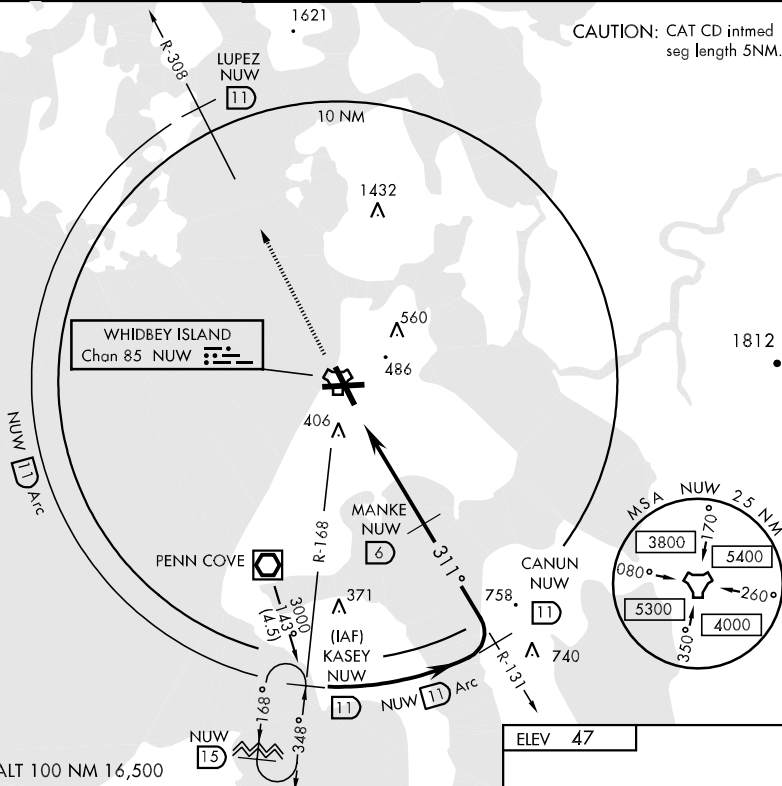 1621
CAUTION: CAT CD intmed
seg length 5NM.
R-308
LUPEZ
NUW
11
10 NM
1432
WHIDBEY ISLAND
Chan 85 NUW
560
486
1812
406
NUW 11 Arc
R-168
MANKE
NUW
6
311°
PENN COVE
3000
143°
(4.5)
371
(IAF)
KASEY
NUW
11
NUW 11 Arc
CANUN
NUW
11
758
740
R-131
MSA NUW 25 NM
3800
170°
5400
080°
260°
5300
4000
350°
168°
348°
NUW
15
ALT 100 NM 16,500
ELEV 47